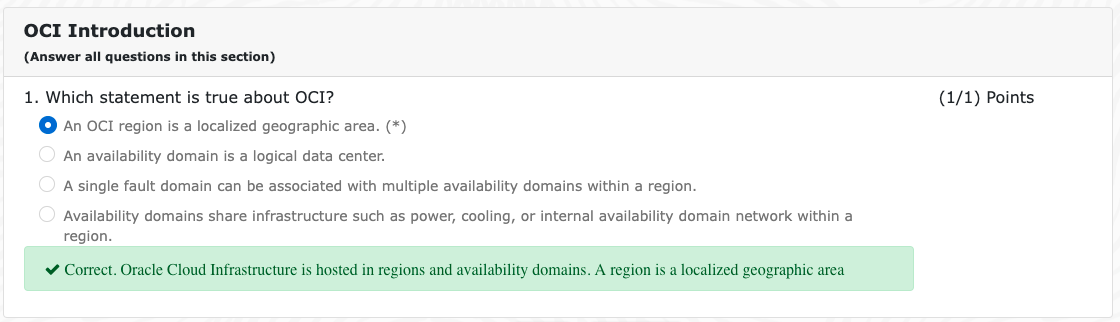 OCI Introduction
(Answer all questions in this section)
1. Which statement is true about OCI? (1/1) Points
An OCI region is a localized geographic area. (*)
An availability domain is a logical data center.
A single fault domain can be associated with multiple availability domains within a region.
Availability domains share infrastructure such as power, cooling, or internal availability domain network within a
region.
✔ Correct. Oracle Cloud Infrastructure is hosted in regions and availability domains. A region is a localized geographic area